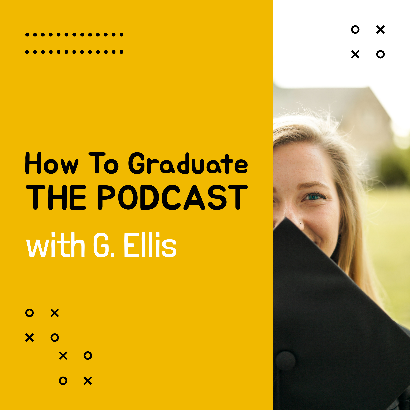 How To Graduate
THE PODCAST
with G. Ellis